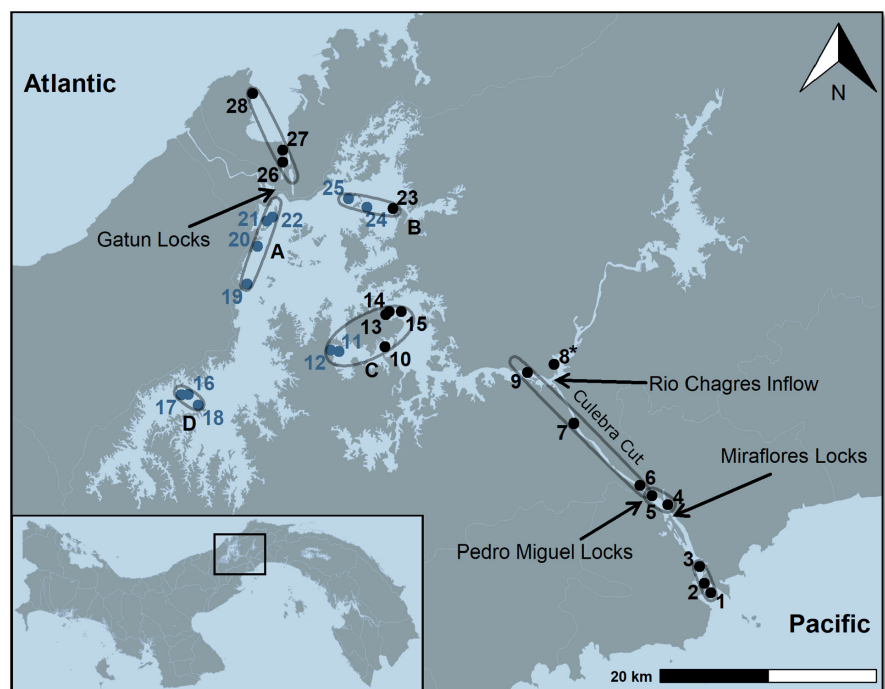 Atlantic
N
28
27
26
25
24
23
B
21
22
20
A
19
Gatun Locks
14
13
15
11
12
10
C
8*
9
Rio Chagres Inflow
16
17
18
D
Culebra Cut
7
Miraflores Locks
6
5
4
Pedro Miguel Locks
3
2
1
Pacific
20 km